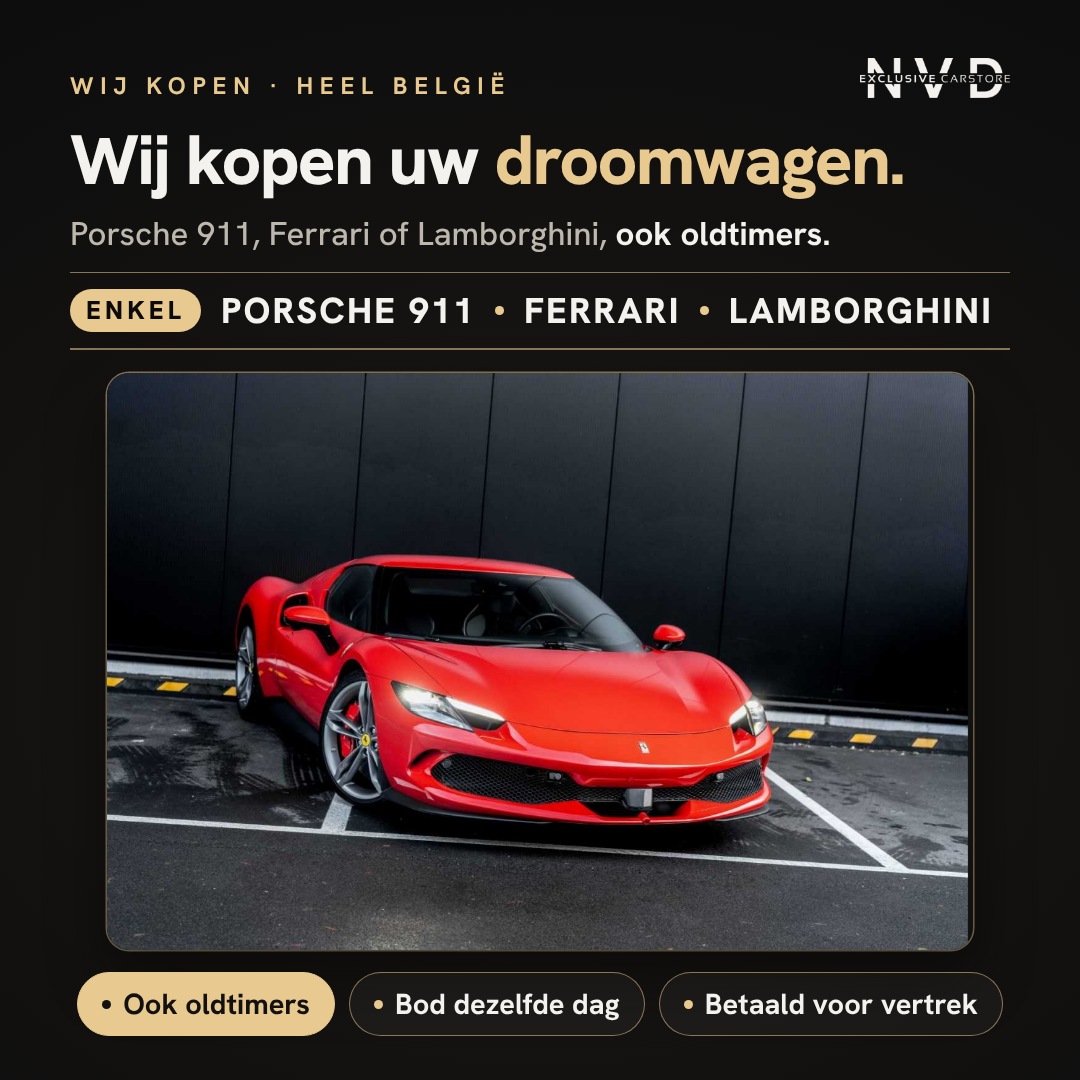 WIJ KOPEN · HEEL BELGIË
NVD
EXCLUSIVE CARSTORE
Wij kopen uw droomwagen.
Porsche 911, Ferrari of Lamborghini, ook oldtimers.
ENKEL PORSCHE 911 • FERRARI • LAMBORGHINI
• Ook oldtimers
• Bod dezelfde dag
• Betaald voor vertrek